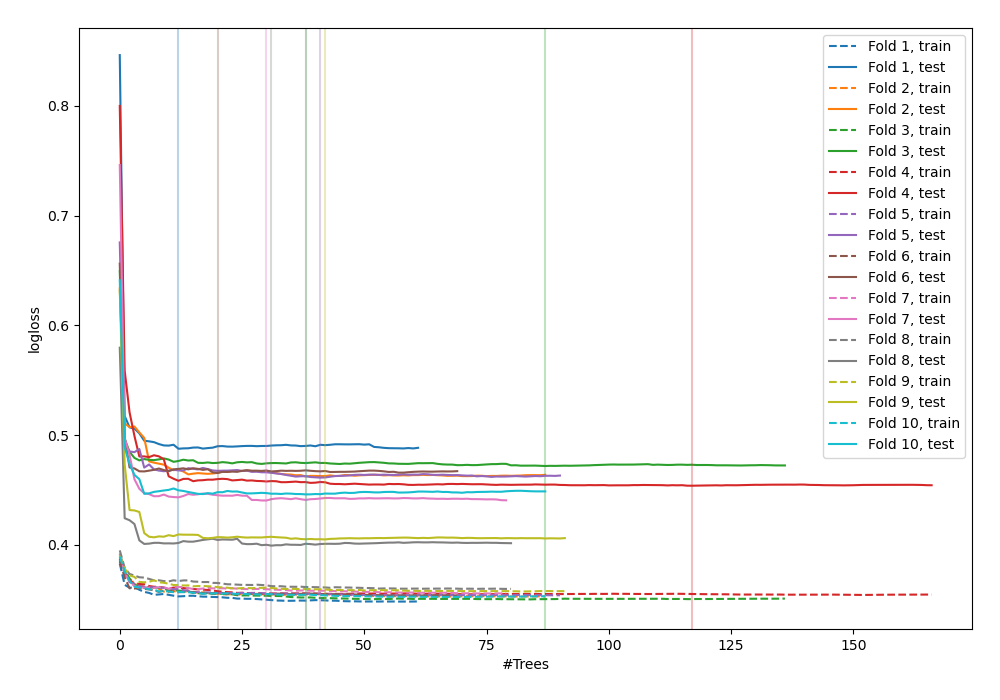 0.8
0.7
0.6
0.5
0.4
logloss
0
25
50
75
100
125
150
#Trees
Fold 1, train
Fold 1, test
Fold 2, train
Fold 2, test
Fold 3, train
Fold 3, test
Fold 4, train
Fold 4, test
Fold 5, train
Fold 5, test
Fold 6, train
Fold 6, test
Fold 7, train
Fold 7, test
Fold 8, train
Fold 8, test
Fold 9, train
Fold 9, test
Fold 10, train
Fold 10, test